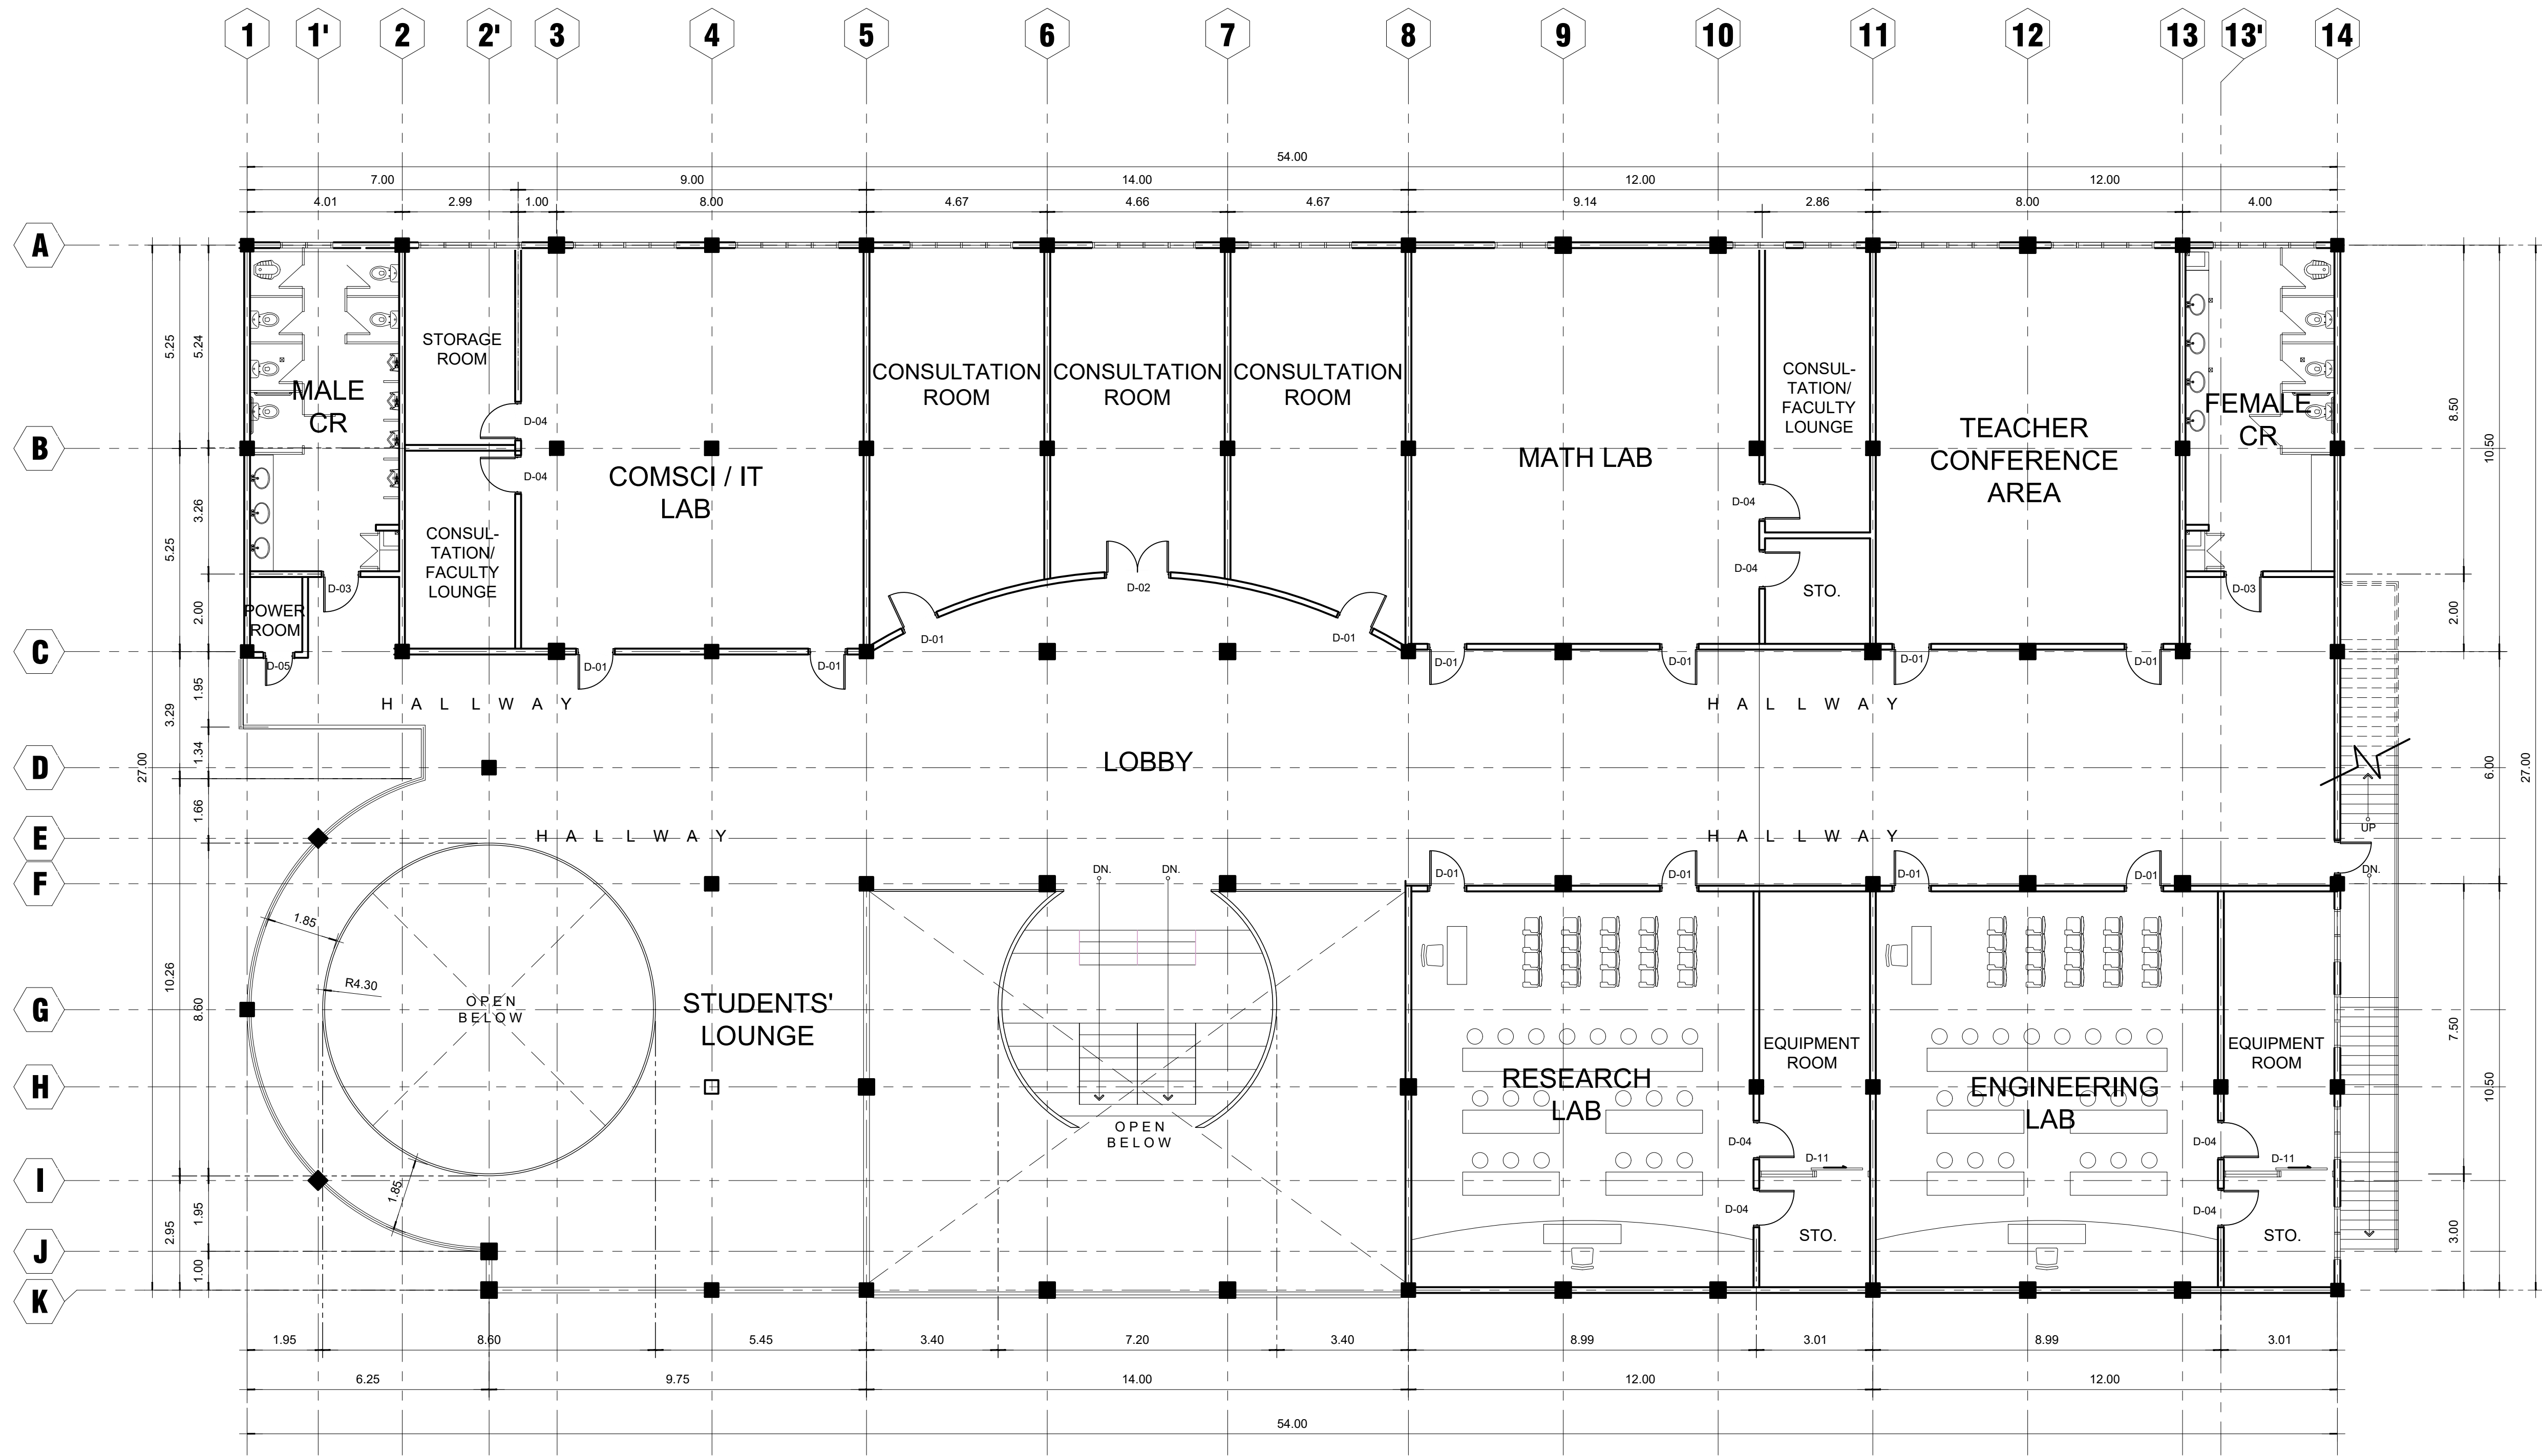 1 1' 2 2' 3 4 5 6 7 8 9 10 11 12 13 13' 14
54.00
7.00 9.00 14.00 12.00 12.00
4.01 2.99 1.00 8.00 4.67 4.66 4.67 9.14 2.86 8.00 4.00
A
B
C
D
E
F
G
H
I
J
K
27.00
5.25
5.25
3.29
10.26
2.95
5.24
3.26
2.00
1.95
1.34
1.66
8.60
1.95
1.00
MALE
CR
STORAGE
ROOM
D-04
D-04
CONSUL-
TATION/
FACULTY
LOUNGE
D-03
POWER
ROOM
D-05
COMSCI / IT
LAB
D-01
D-01
CONSULTATION
ROOM
CONSULTATION
ROOM
CONSULTATION
ROOM
D-01
D-02
D-01
MATH LAB
CONSUL-
TATION/
FACULTY
LOUNGE
D-04
D-04
STO.
D-01
D-01
TEACHER
CONFERENCE
AREA
D-01
D-01
FEMALE
CR
D-03
HALLWAY
HALLWAY
LOBBY
HALLWAY
HALLWAY
UP
DN.
1.85
R4.30
OPEN
BELOW
1.85
STUDENTS'
LOUNGE
DN. DN.
OPEN
BELOW
D-01
D-01
D-01
D-01
RESEARCH
LAB
EQUIPMENT
ROOM
D-04
D-11
D-04
STO.
ENGINEERING
LAB
EQUIPMENT
ROOM
D-04
D-11
D-04
STO.
8.50
2.00
7.50
3.00
10.50
6.00
10.50
27.00
1.95 8.60 5.45 3.40 7.20 3.40 8.99 3.01 8.99 3.01
6.25 9.75 14.00 12.00 12.00
54.00